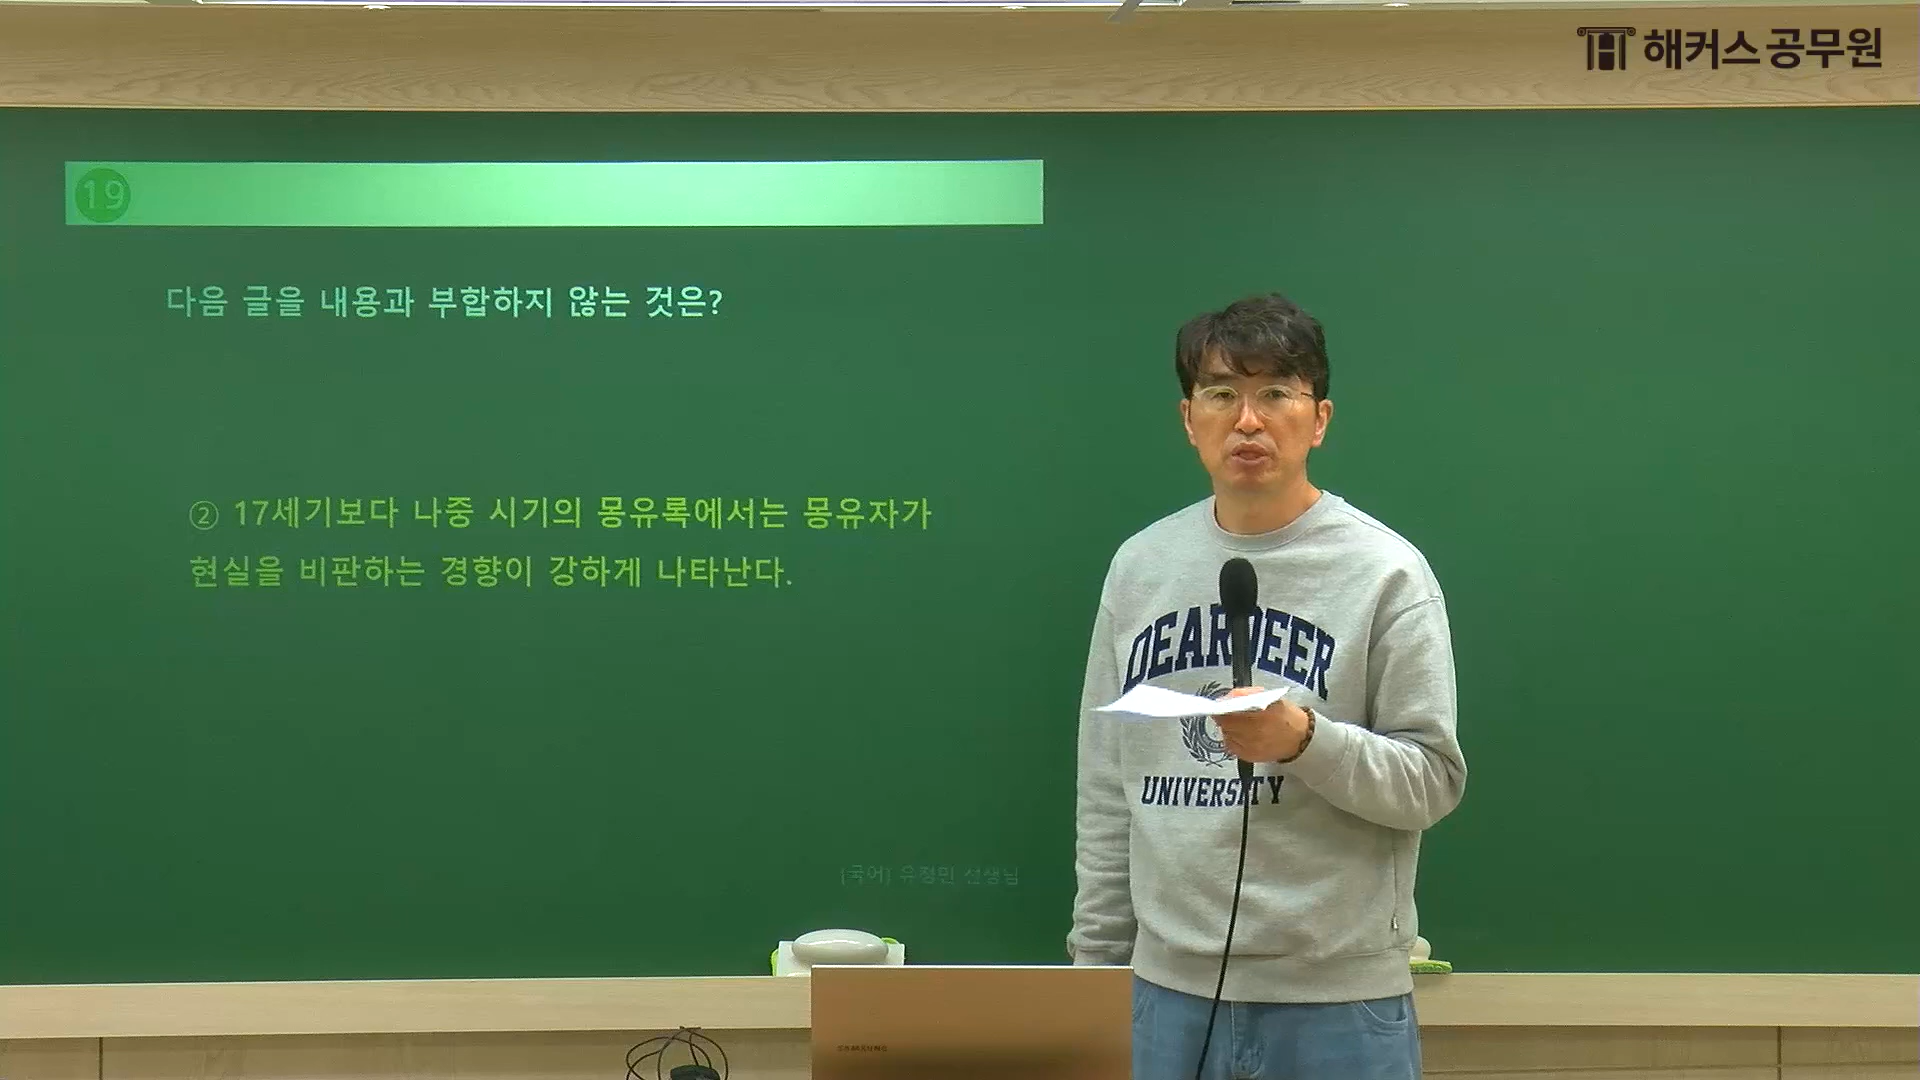 해커스공무원
19
다음 글을 내용과 부합하지 않는 것은?
② 17세기보다 나중 시기의 몽유록에서는 몽유자가
현실을 비판하는 경향이 강하게 나타난다.
DEAR DEER
UNIVERSITY
[국어] 유정민 선생님
SAMSUNG